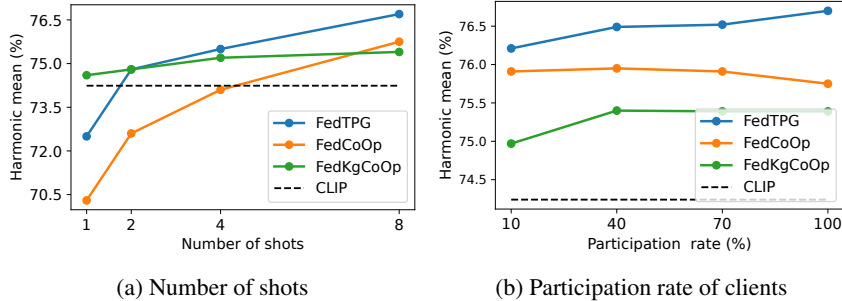 76.5
75.0
73.5
72.0
70.5
Harmonic mean (%)
1
2
4
8
Number of shots
FedTPG
FedCoOp
FedKgCoOp
CLIP
(a) Number of shots
76.5
76.0
75.5
75.0
74.5
Harmonic mean (%)
10
40
70
100
Participation rate (%)
FedTPG
FedCoOp
FedKgCoOp
CLIP
(b) Participation rate of clients